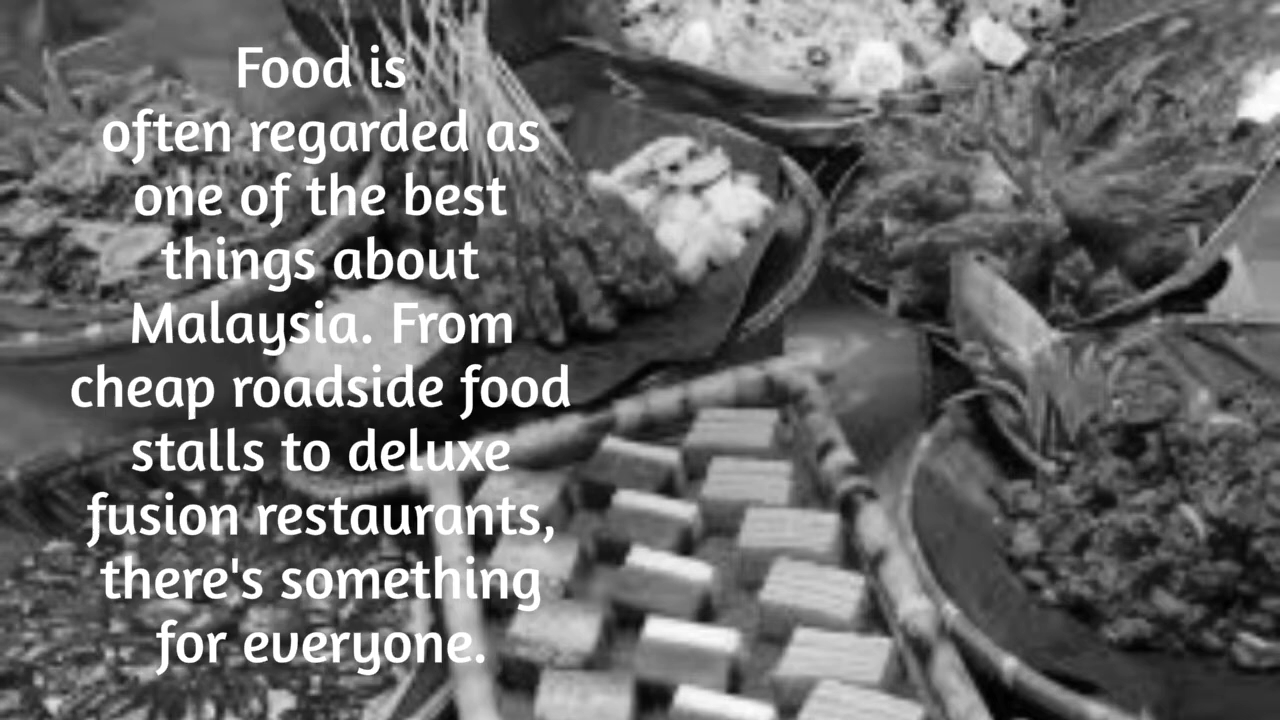 Food is
often regarded as
one of the best
things about
Malaysia. From
cheap roadside food
stalls to deluxe
fusion restaurants,
there's something
for everyone.